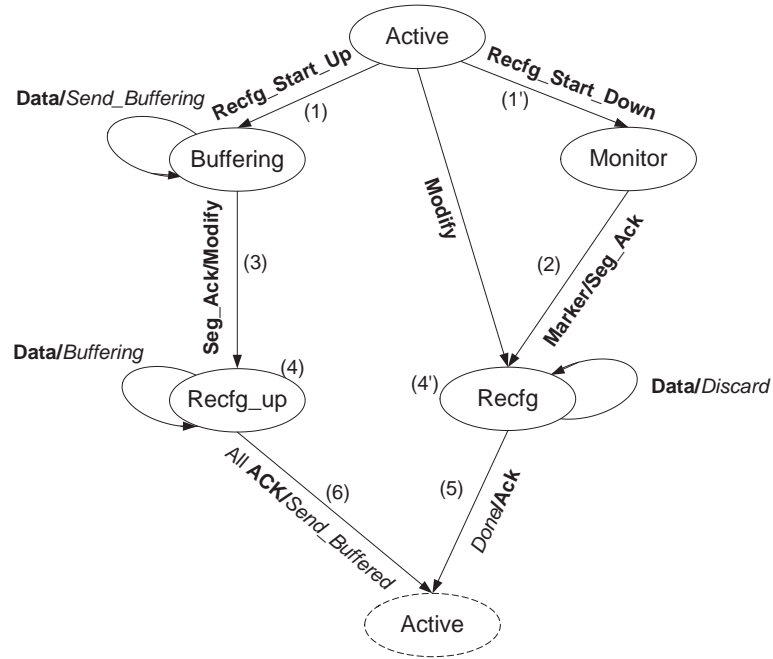 Active
Recfg_Start_Up
Recfg_Start_Down
Data/Send_Buffering
(1)
(1')
Buffering
Monitor
Modify
Seg_Ack/Modify
(3)
(2)
Marker/Seg_Ack
Data/Buffering
(4)
(4')
Recfg_up
Recfg
Data/Discard
All ACK/Send_Buffered
(6)
(5)
Done/Ack
Active